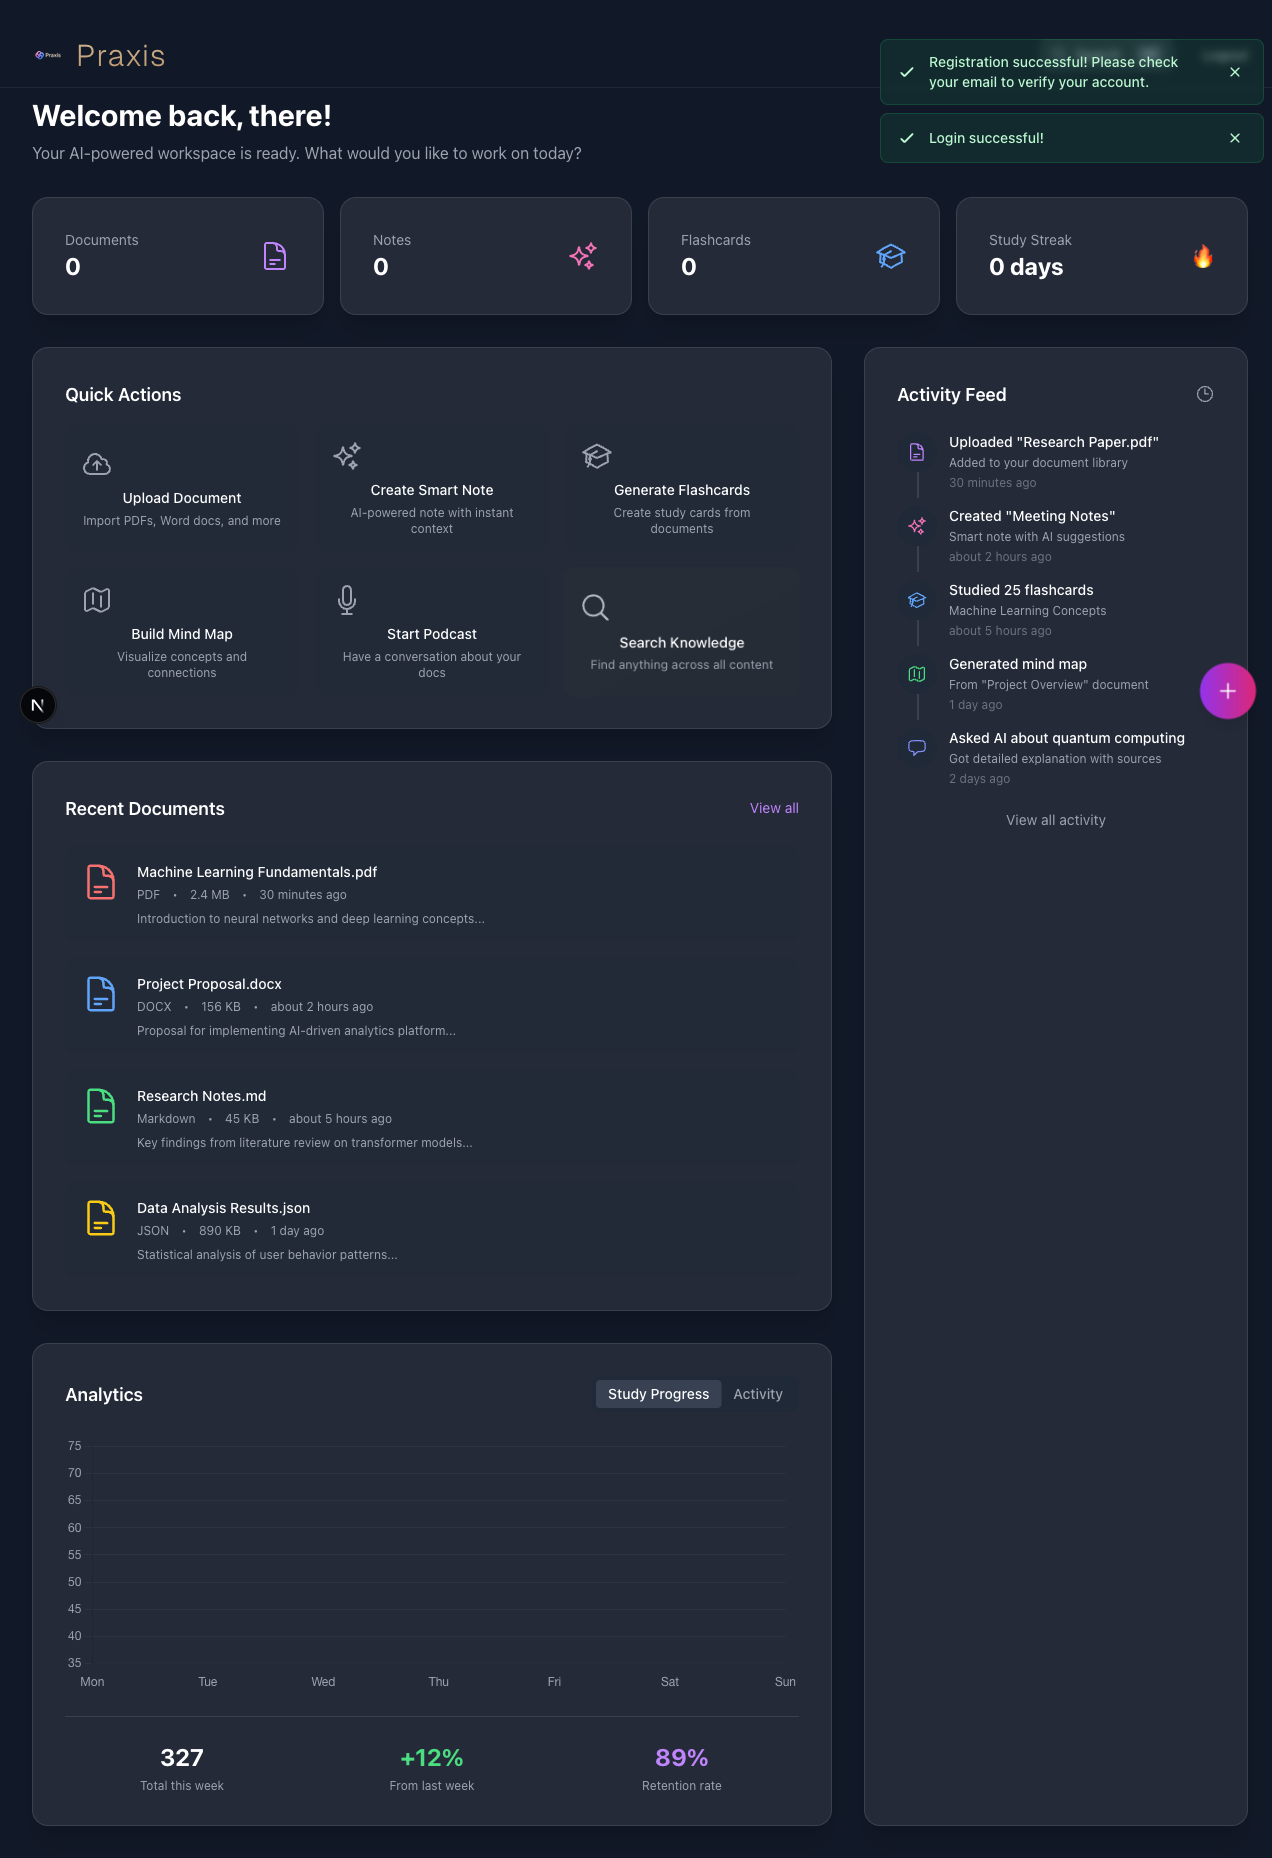 Praxis
Praxis
Registration successful! Please check
your email to verify your account.
Login successful!
Welcome back, there!
Your AI-powered workspace is ready. What would you like to work on today?
Documents
0
Notes
0
Flashcards
0
Study Streak
0 days
Quick Actions
Upload Document
Import PDFs, Word docs, and more
Create Smart Note
AI-powered note with instant
context
Generate Flashcards
Create study cards from
documents
Build Mind Map
Visualize concepts and
connections
Start Podcast
Have a conversation about your
docs
Search Knowledge
Find anything across all content
N
Activity Feed
Uploaded "Research Paper.pdf"
Added to your document library
30 minutes ago
Created "Meeting Notes"
Smart note with AI suggestions
about 2 hours ago
Studied 25 flashcards
Machine Learning Concepts
about 5 hours ago
Generated mind map
From "Project Overview" document
1 day ago
Asked AI about quantum computing
Got detailed explanation with sources
2 days ago
View all activity
Recent Documents
View all
Machine Learning Fundamentals.pdf
PDF • 2.4 MB • 30 minutes ago
Introduction to neural networks and deep learning concepts...
Project Proposal.docx
DOCX • 156 KB • about 2 hours ago
Proposal for implementing AI-driven analytics platform...
Research Notes.md
Markdown • 45 KB • about 5 hours ago
Key findings from literature review on transformer models...
Data Analysis Results.json
JSON • 890 KB • 1 day ago
Statistical analysis of user behavior patterns...
Analytics
Study Progress
Activity
75
70
65
60
55
50
45
40
35
Mon Tue Wed Thu Fri Sat Sun
327
Total this week
+12%
From last week
89%
Retention rate